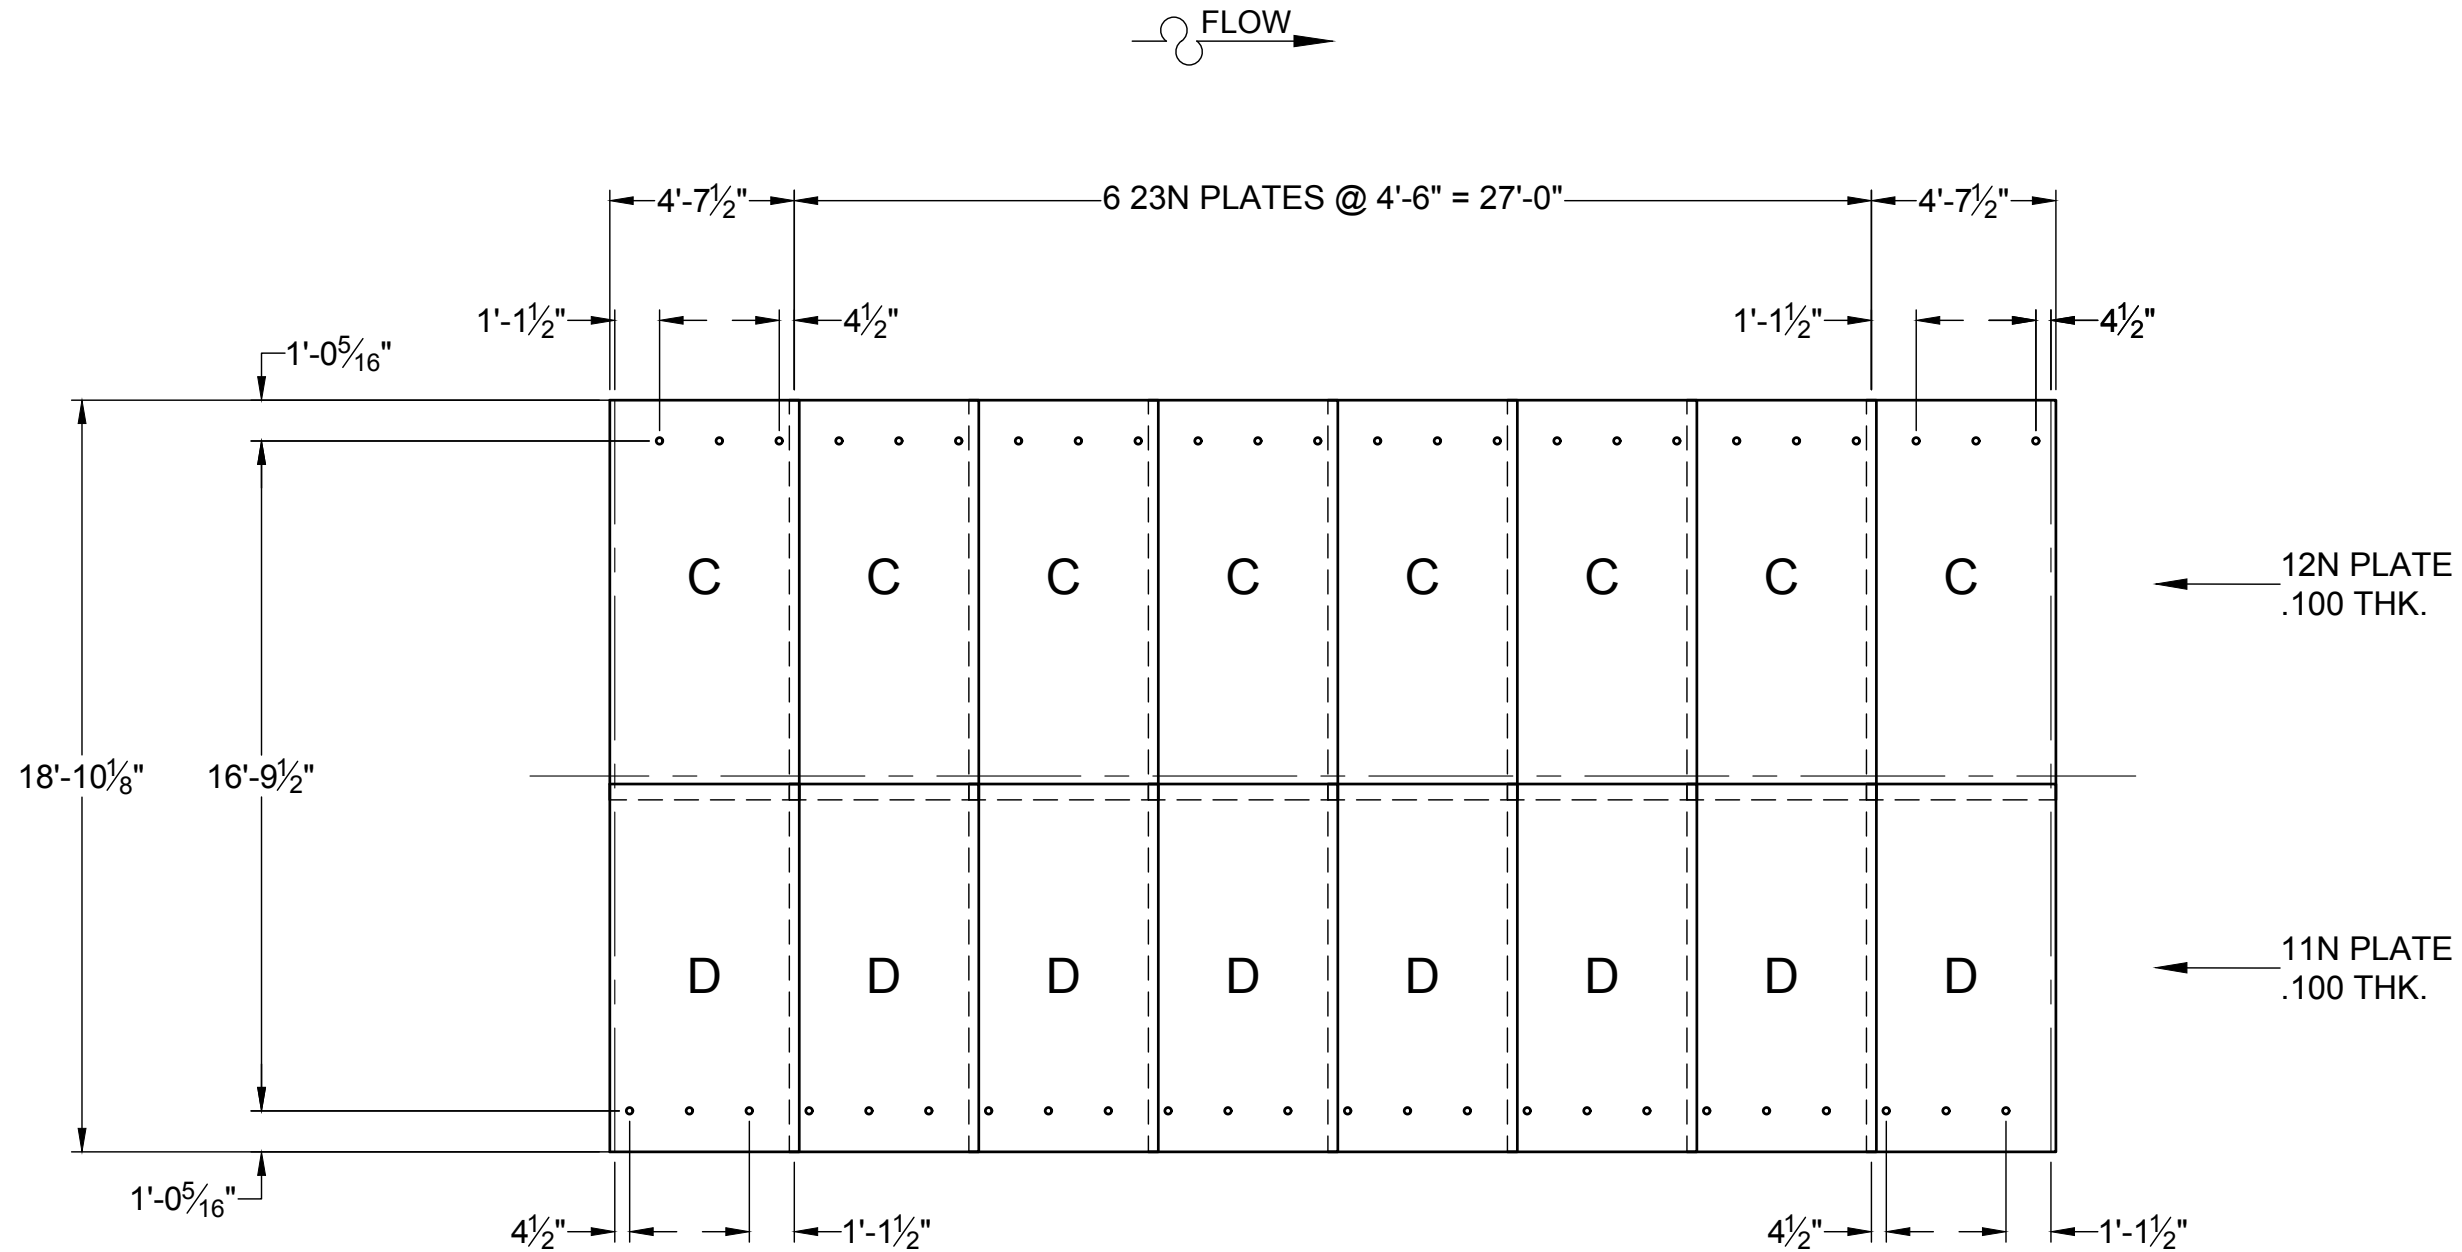 FLOW
4'-7½" 6 23N PLATES @ 4'-6" = 27'-0" 4'-7½"
1'-1½" 4½" 1'-1½" 4½"
1'-0⁵⁄₁₆"
C C C C C C C C
12N PLATE
.100 THK.
18'-10⅛" 16'-9½"
D D D D D D D D
11N PLATE
.100 THK.
1'-0⁵⁄₁₆"
4½" 1'-1½" 4½" 1'-1½"